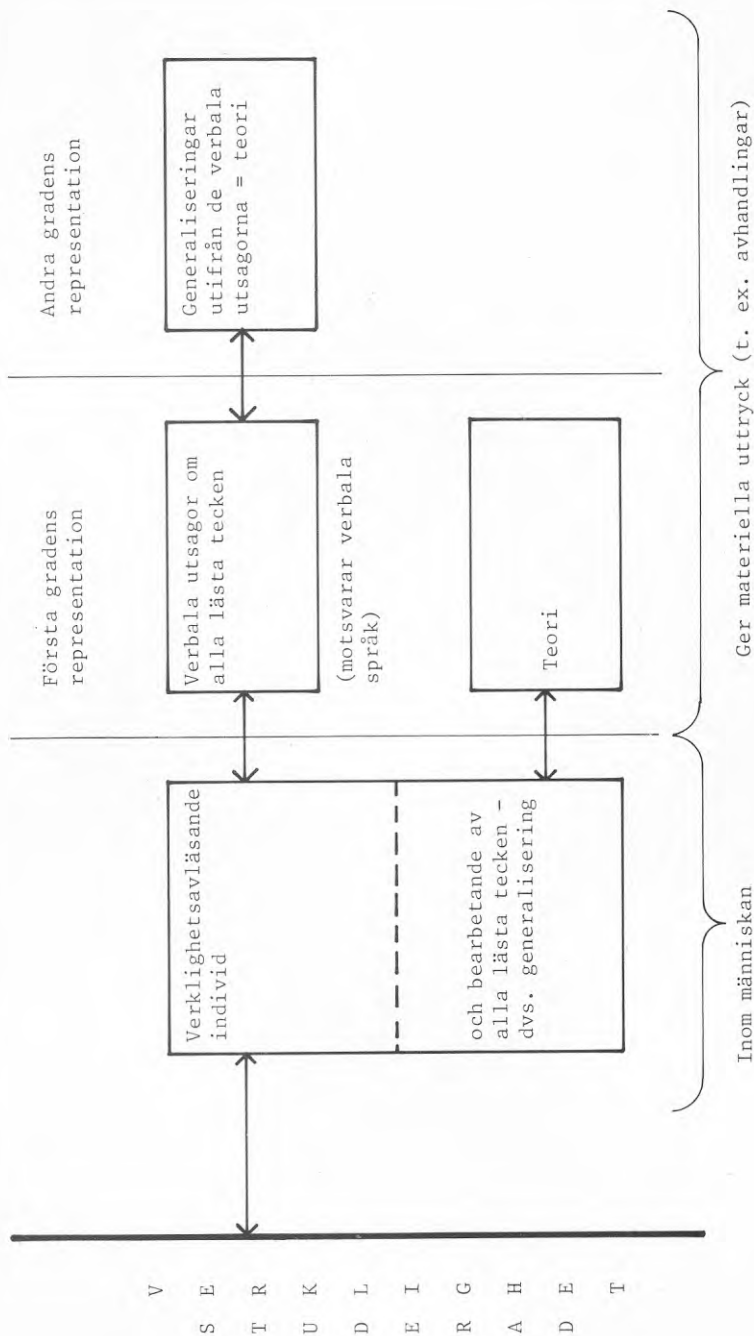 Första gradens
representation
Andra gradens
representation
STUDERAD
VERKLIGHET
Verklighetsavläsande
individ
och bearbetande av
alla lästa tecken –
dvs. generalisering
Verbala utsagor om
alla lästa tecken
(motsvarar verbala
språk)
Teori
Generaliseringar
utifrån de verbala
utsagorna = teori
Inom människan
Ger materiella uttryck (t. ex. avhandlingar)